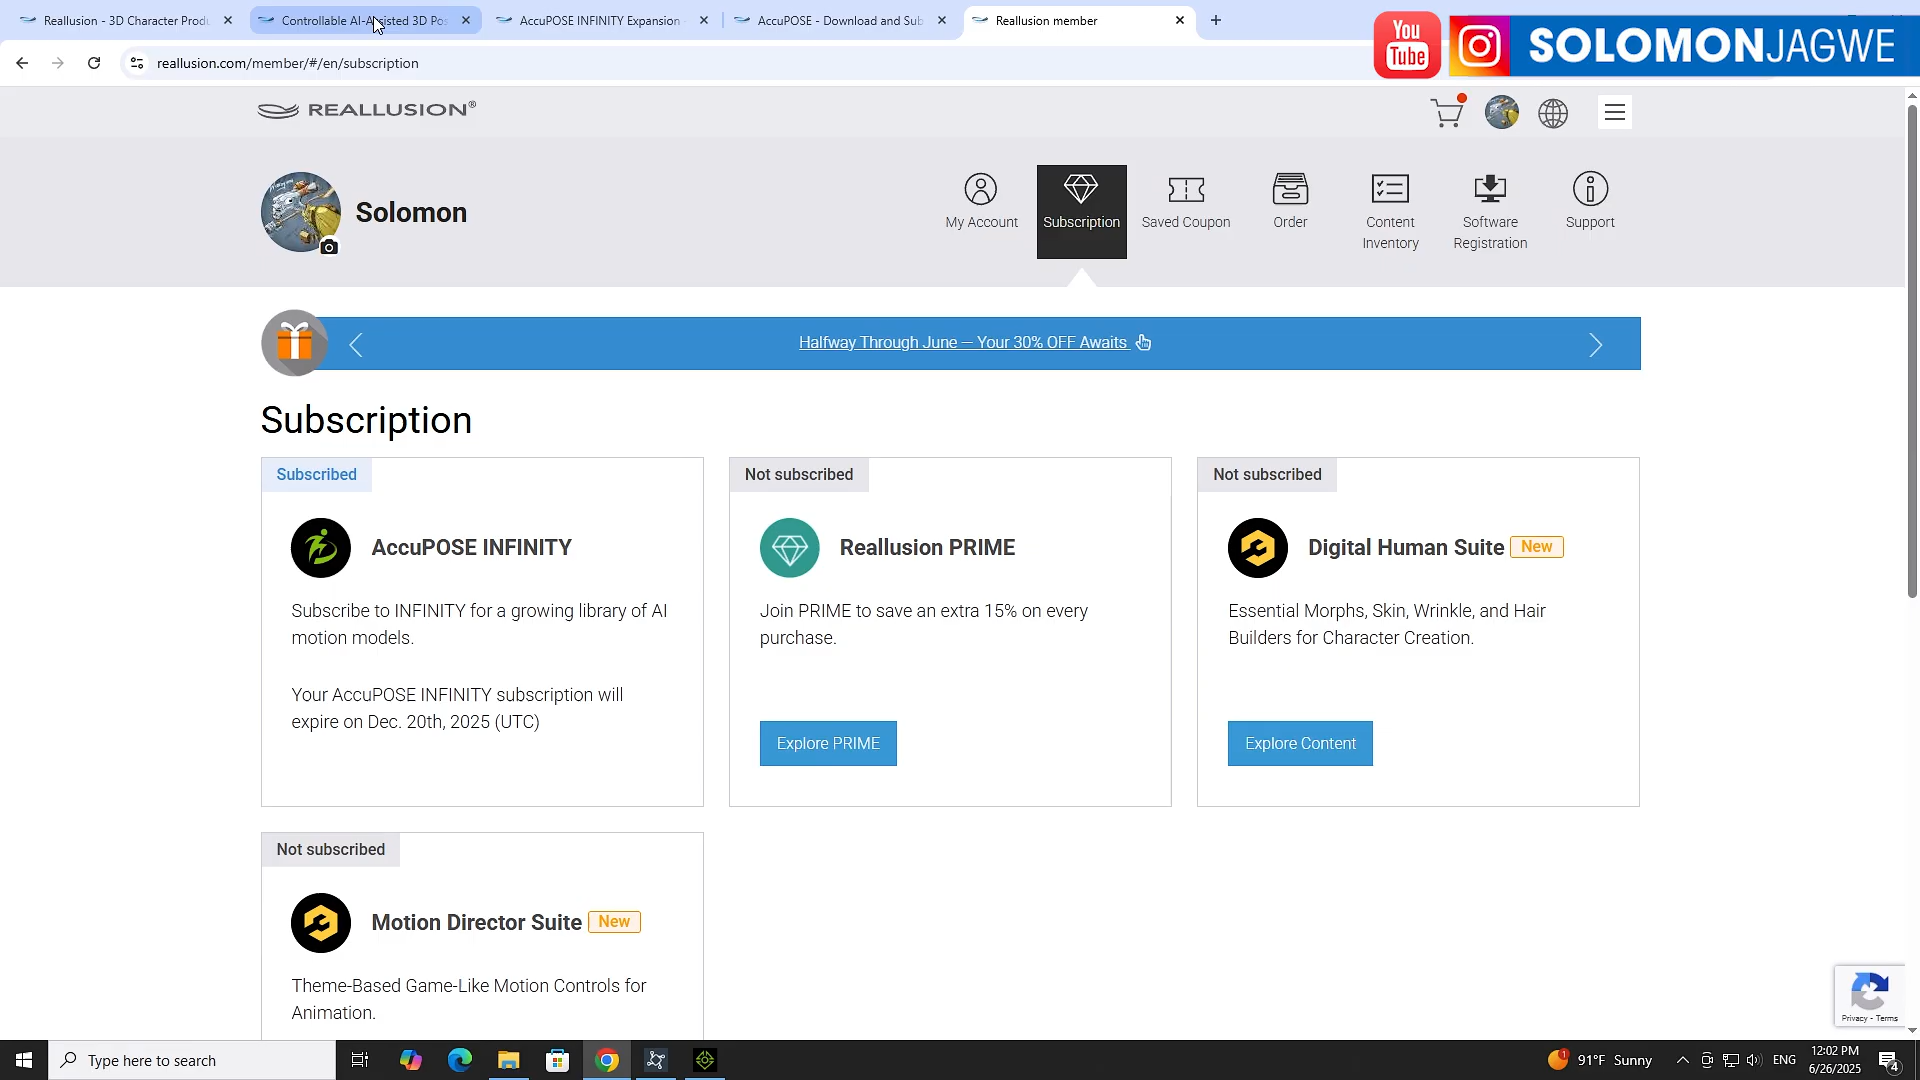 Reallusion - 3D Character Produ
Controllable AI-Assisted 3D Pos
AccuPOSE INFINITY Expansion
AccuPOSE - Download and Sub
Reallusion member
reallusion.com/member/#/en/subscription
You
Tube
SOLOMONJAGWE
REALLUSION®
Solomon
My Account
Subscription
Saved Coupon
Order
Content
Inventory
Software
Registration
Support
Halfway Through June — Your 30% OFF Awaits
Subscription
Subscribed
AccuPOSE INFINITY
Subscribe to INFINITY for a growing library of AI
motion models.
Your AccuPOSE INFINITY subscription will
expire on Dec. 20th, 2025 (UTC)
Not subscribed
Reallusion PRIME
Join PRIME to save an extra 15% on every
purchase.
Explore PRIME
Not subscribed
Digital Human Suite New
Essential Morphs, Skin, Wrinkle, and Hair
Builders for Character Creation.
Explore Content
Not subscribed
Motion Director Suite New
Theme-Based Game-Like Motion Controls for
Animation.
Privacy - Terms
Type here to search
1
91°F Sunny
ENG
12:02 PM
6/26/2025
4